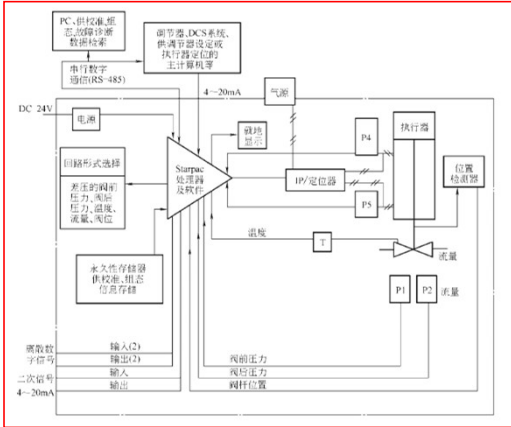 PC、供校准、组
态、故障诊断
数据检索
调节器、DCS系统、
供调节器设定或
执行器定位的
主计算机等
串行数字
通信(RS-485)
4～20mA
气源
DC 24V
电源
就地
显示
P4
执行器
回路形式选择
差压的阀前
压力、阀后
压力、温度、
流量、阀位
Starpac
处理器
及软件
IP/定位器
位置
检测器
P5
温度
T
流量
永久性存储器
供校准、组态
信息存储
P1
P2
流量
离散数
字信号
输入(2)
输出(2)
二次信号
4～20mA
输入
输出
阀前压力
阀后压力
阀杆位置